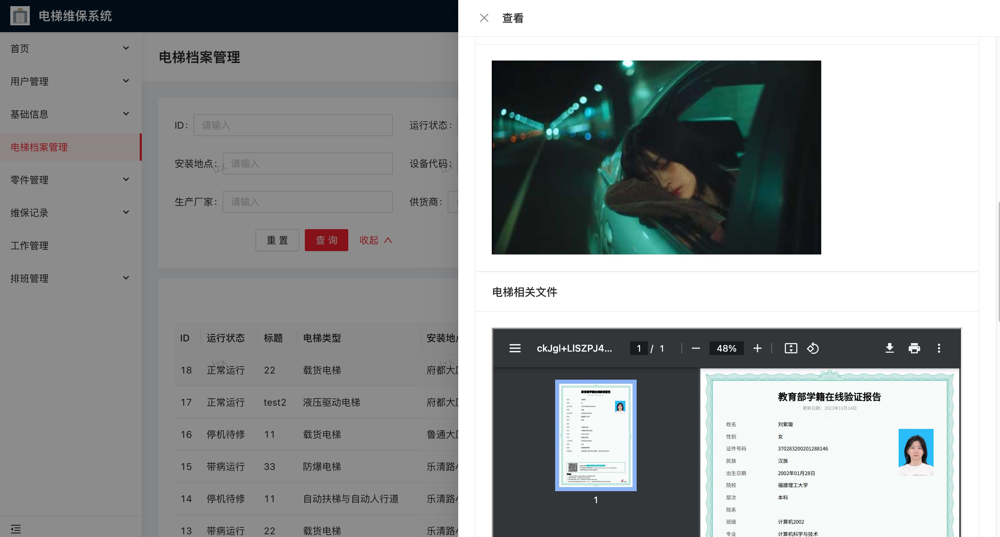 电梯维保系统
首页
用户管理
基础信息
电梯档案管理
零件管理
维保记录
工作管理
排班管理
电梯档案管理
ID: 请输入
运行状态:
安装地点: 请输入
设备代码:
生产厂家: 请输入
供货商:
重置 查询 收起
ID 运行状态 标题 电梯类型 安装地点
18 正常运行 22 载货电梯 府都大厦
17 正常运行 test2 液压驱动电梯 府都大厦
16 停机待修 11 载货电梯 鲁通大厦
15 带病运行 33 防爆电梯 乐清路
14 停机待修 11 自动扶梯与自动人行道 乐清路
13 带病运行 22 载货电梯 乐清路
查看
电梯相关文件
1 / 1 48%
1
教育部学籍在线验证报告
更新日期：2023年11月14日
姓名 刘紫璇
性别 女
证件号码 370283200201288146
民族 汉族
出生日期 2002年01月28日
院校 福建理工大学
层次 本科
院系
班级 计算机2002
专业 计算机科学与技术